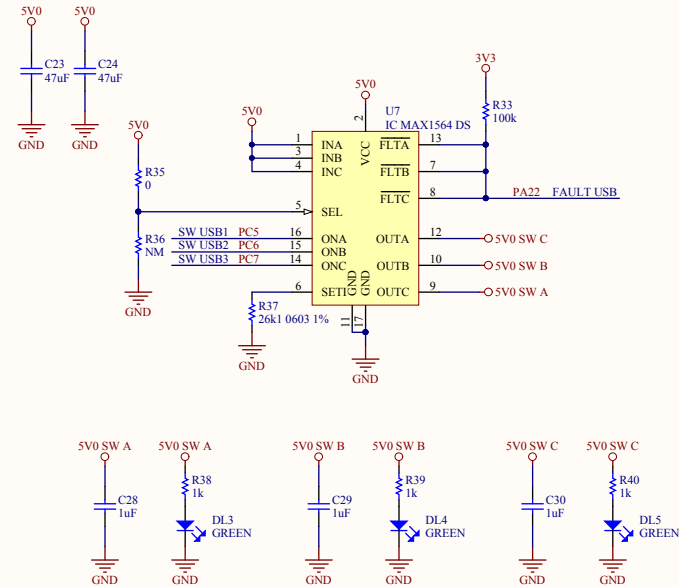 5V0
5V0
C23
47uF
C24
47uF
GND
GND
5V0
R35
0
R36
NM
GND
5V0
5V0
3V3
R33
100k
U7
IC MAX1564 DS
1
3
4
5
16
15
14
6
2
13
7
8
12
10
9
11
17
INA
INB
INC
SEL
ONA
ONB
ONC
SETI
VCC
FLTA
FLTB
FLTC
OUTA
OUTB
OUTC
GND
GND
SW USB1 PC5
SW USB2 PC6
SW USB3 PC7
PA22 FAULT USB
5V0 SW C
5V0 SW B
5V0 SW A
R37
26k1 0603 1%
GND
GND
5V0 SW A
5V0 SW A
5V0 SW B
5V0 SW B
5V0 SW C
5V0 SW C
C28
1uF
R38
1k
DL3
GREEN
C29
1uF
R39
1k
DL4
GREEN
C30
1uF
R40
1k
DL5
GREEN
GND
GND
GND
GND
GND
GND